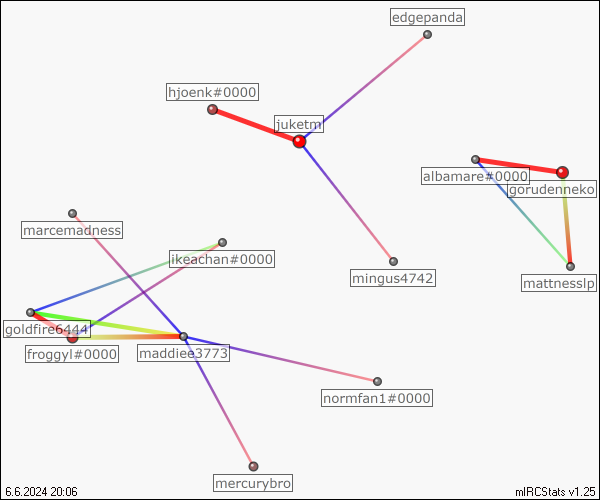 edgepanda
hjoenk#0000
juketm
albamare#0000
gorudenneko
marcemadness
ikeachan#0000
mingus4742
mattnesslp
goldfire6444
froggyl#0000
maddiee3773
normfan1#0000
mercurybro
6.6.2024 20:06
mIRCStats v1.25